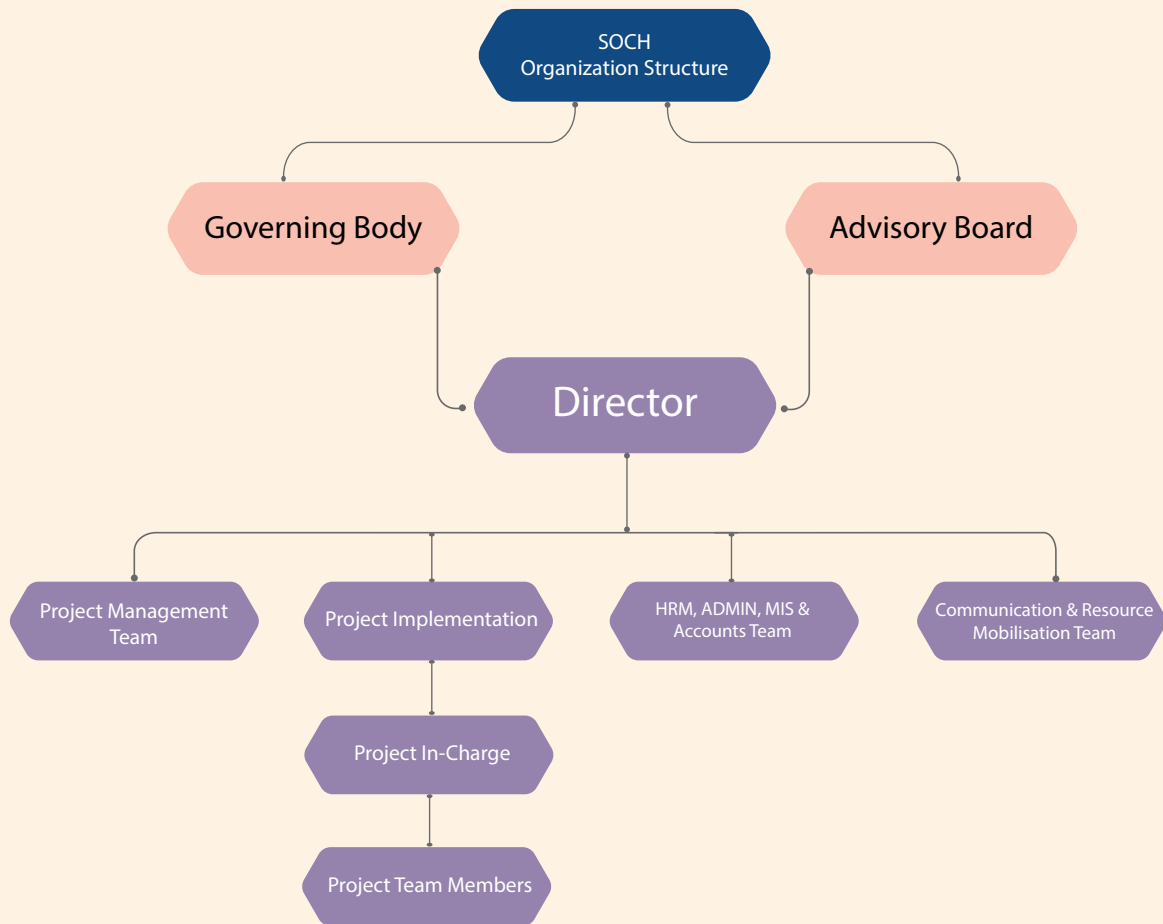 SOCH
Organization Structure
Governing Body
Advisory Board
Director
Project Management
Team
Project Implementation
HRM, ADMIN, MIS &
Accounts Team
Communication & Resource
Mobilisation Team
Project In-Charge
Project Team Members